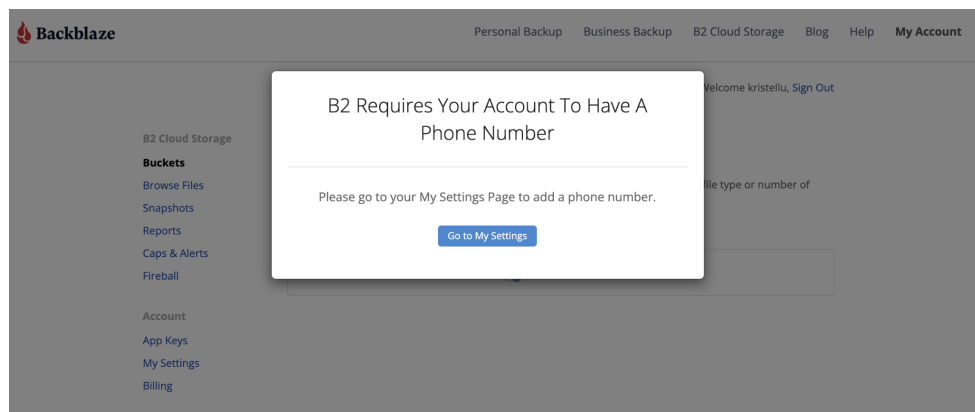 Backblaze
Personal Backup Business Backup B2 Cloud Storage Blog Help My Account
Welcome kristellu, Sign Out
B2 Requires Your Account To Have A
Phone Number
Please go to your My Settings Page to add a phone number.
Go to My Settings
file type or number of
B2 Cloud Storage
Buckets
Browse Files
Snapshots
Reports
Caps & Alerts
Fireball
Account
App Keys
My Settings
Billing